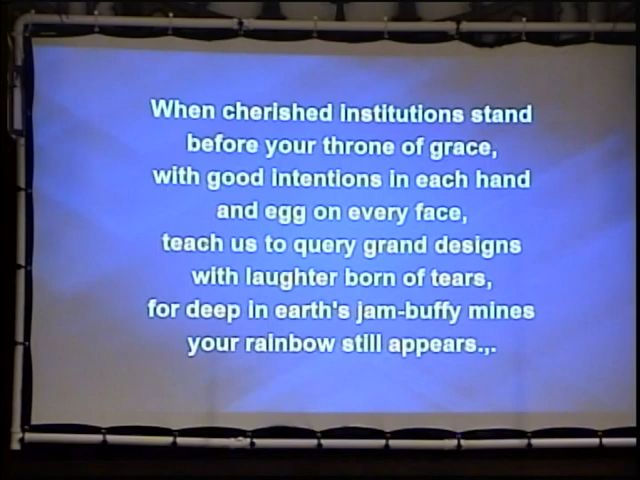 When cherished institutions stand
before your throne of grace,
with good intentions in each hand
and egg on every face,
teach us to query grand designs
with laughter born of tears,
for deep in earth's jam-buffy mines
your rainbow still appears.,.